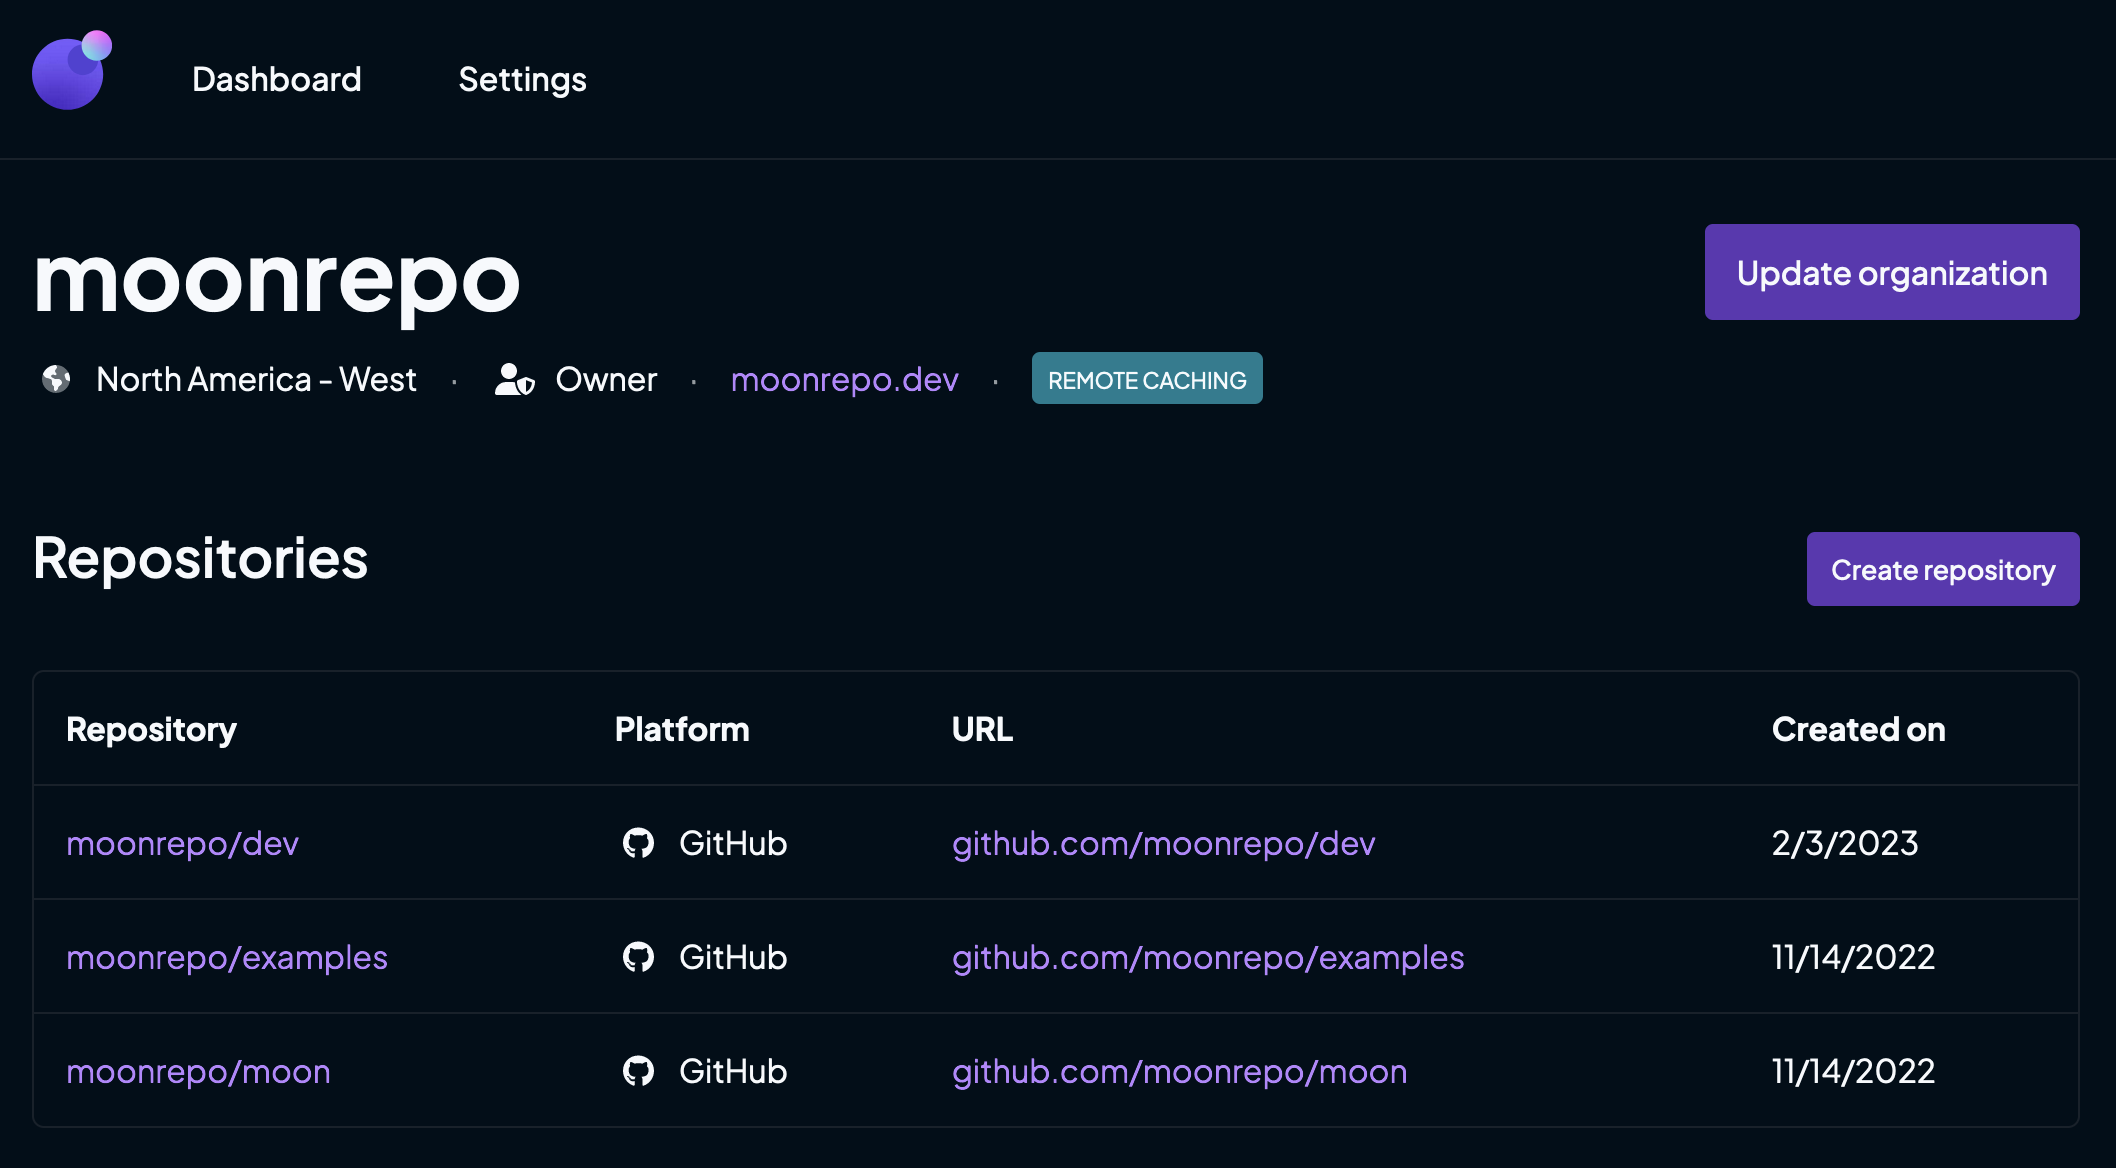 Dashboard Settings
moonrepo
Update organization
North America - West · Owner · moonrepo.dev · REMOTE CACHING
Repositories
Create repository
Repository Platform URL Created on
moonrepo/dev GitHub github.com/moonrepo/dev 2/3/2023
moonrepo/examples GitHub github.com/moonrepo/examples 11/14/2022
moonrepo/moon GitHub github.com/moonrepo/moon 11/14/2022